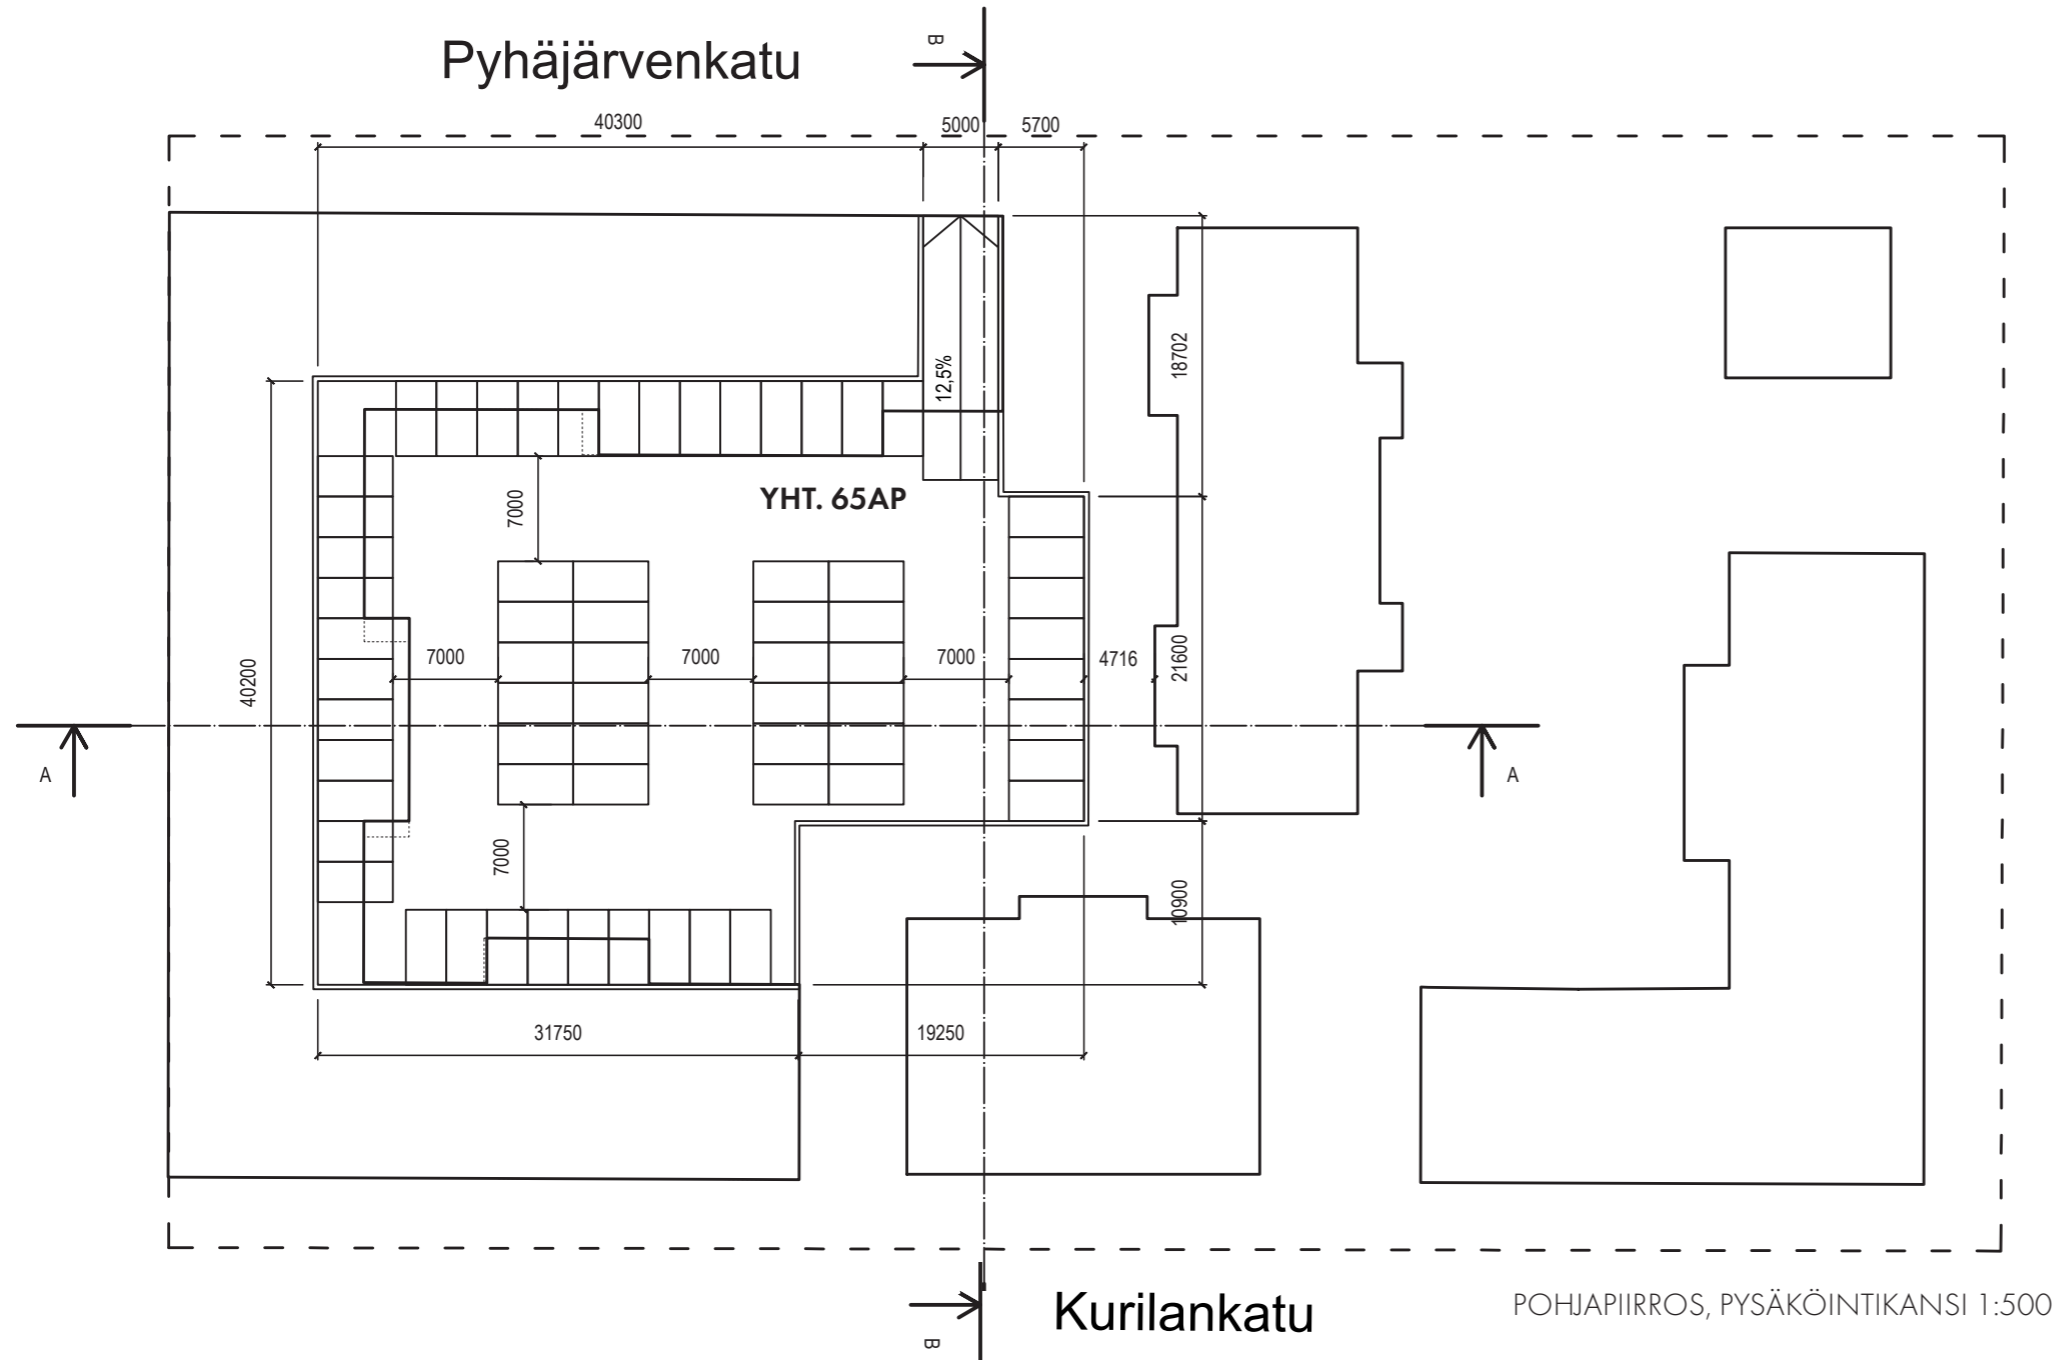 Pyhäjärvenkatu
B
40300
5000
5700
18702
12,5%
YHT. 65AP
7000
7000
7000
7000
4716
21600
40200
A
A
7000
10900
31750
19250
Kurilankatu
B
POHJAPIIRROS, PYSÄKÖINTIKANSI 1:500